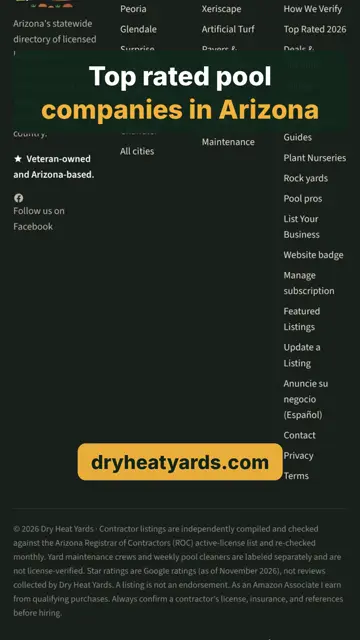 Arizona's statewide
directory of licensed
Peoria
Glendale
Surprise
Xeriscape
Artificial Turf
Pavers &
How We Verify
Top Rated 2026
Deals &
Top rated pool
companies in Arizona
country.
★ Veteran-owned
and Arizona-based.
Follow us on
Facebook
Chandler
All cities
Maintenance
Guides
Plant Nurseries
Rock yards
Pool pros
List Your
Business
Website badge
Manage
subscription
Featured
Listings
Update a
Listing
Anuncie su
negocio
(Español)
Contact
Privacy
Terms
dryheatyards.com
© 2026 Dry Heat Yards · Contractor listings are independently compiled and checked
against the Arizona Registrar of Contractors (ROC) active-license list and re-checked
monthly. Yard maintenance crews and weekly pool cleaners are labeled separately and are
not license-verified. Star ratings are Google ratings (as of November 2026), not reviews
collected by Dry Heat Yards. A listing is not an endorsement. As an Amazon Associate I earn
from qualifying purchases. Always confirm a contractor's license, insurance, and references
before hiring.